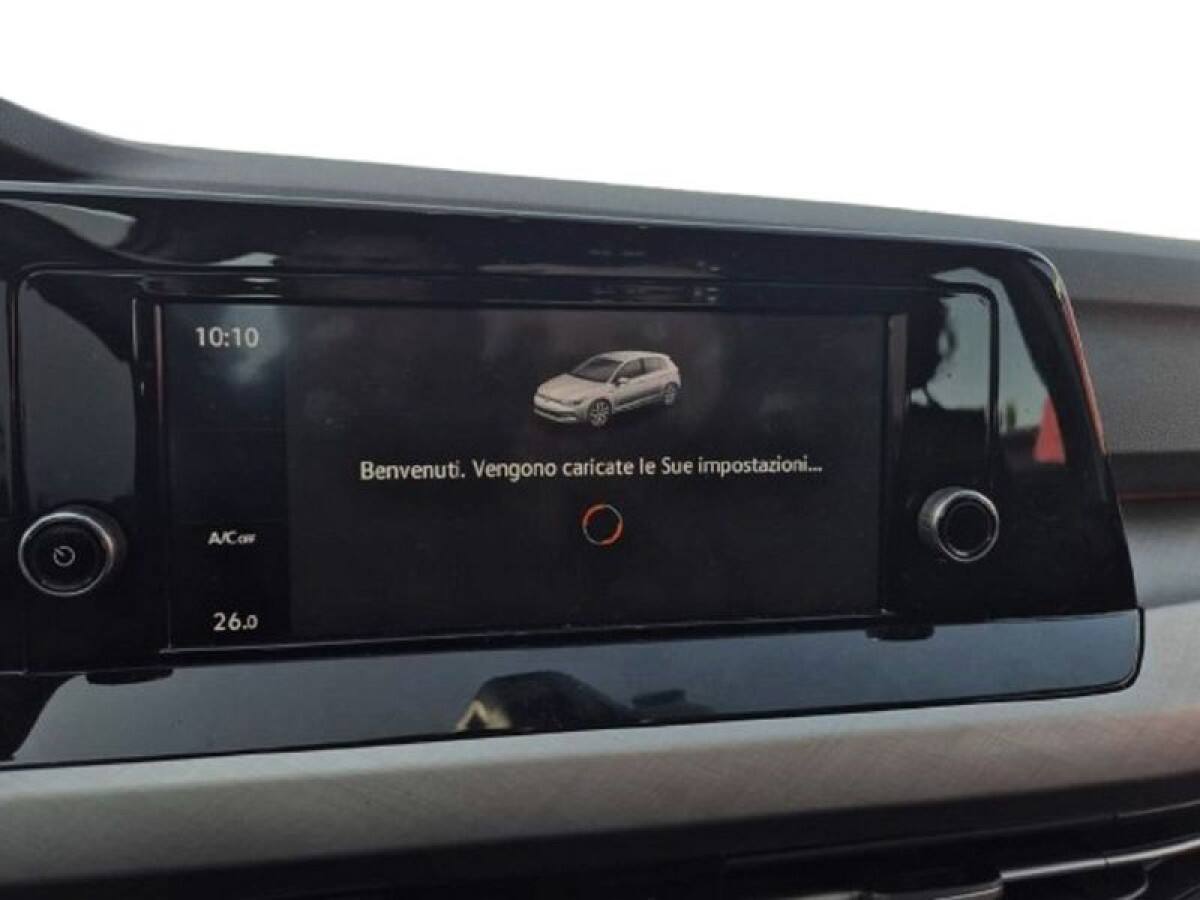 10:10
Benvenuti. Vengono caricate le Sue impostazioni...
A/C OFF
26.0